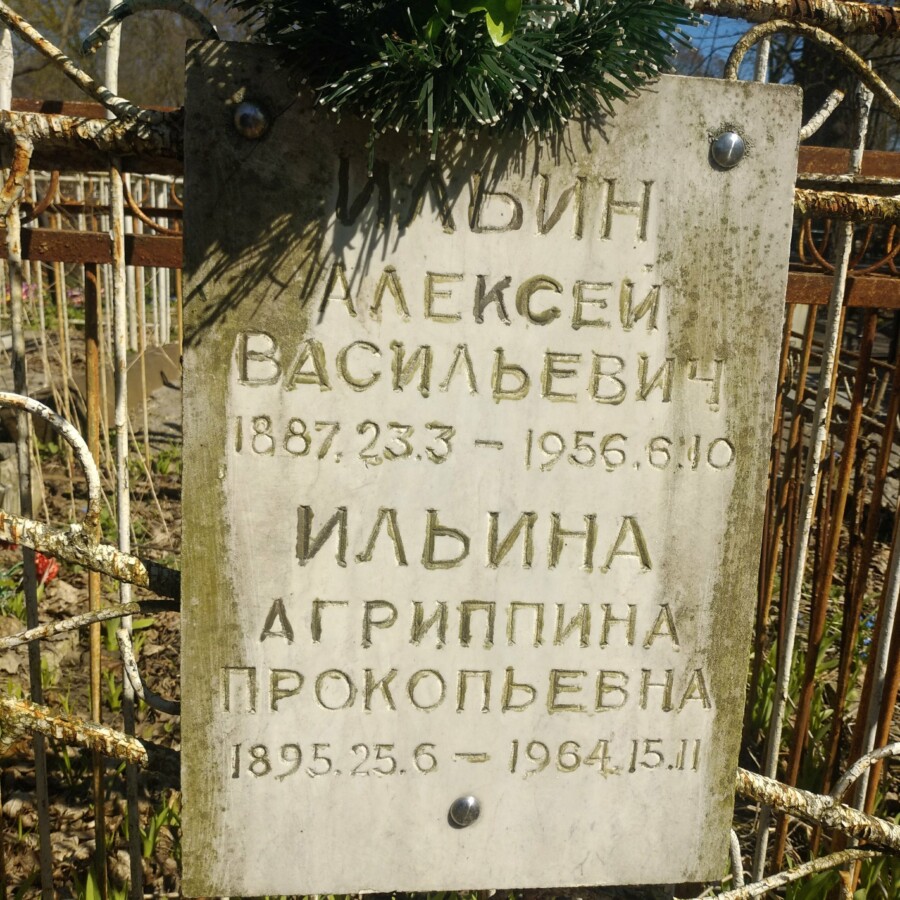 ИЛЬИН
АЛЕКСЕЙ
ВАСИЛЬЕВИЧ
1887.23.3 – 1956.6.10
ИЛЬИНА
АГРИППИНА
ПРОКОПЬЕВНА
1895.25.6 – 1964.15.11